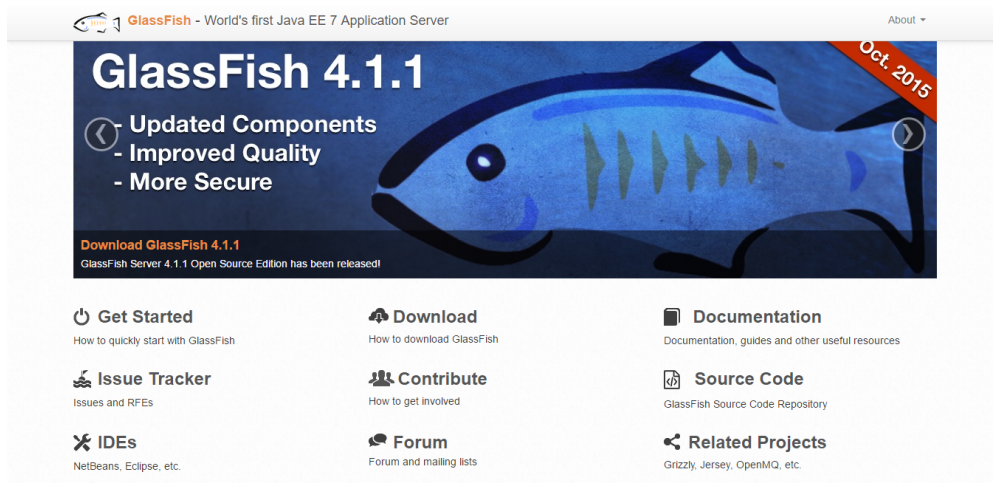 GlassFish - World's first Java EE 7 Application Server
About
GlassFish 4.1.1
Oct. 2015
- Updated Components
- Improved Quality
- More Secure
Download GlassFish 4.1.1
GlassFish Server 4.1.1 Open Source Edition has been released!
Get Started
How to quickly start with GlassFish
Download
How to download GlassFish
Documentation
Documentation, guides and other useful resources
Issue Tracker
Issues and RFEs
Contribute
How to get involved
Source Code
GlassFish Source Code Repository
IDEs
NetBeans, Eclipse, etc.
Forum
Forum and mailing lists
Related Projects
Grizzly, Jersey, OpenMQ, etc.